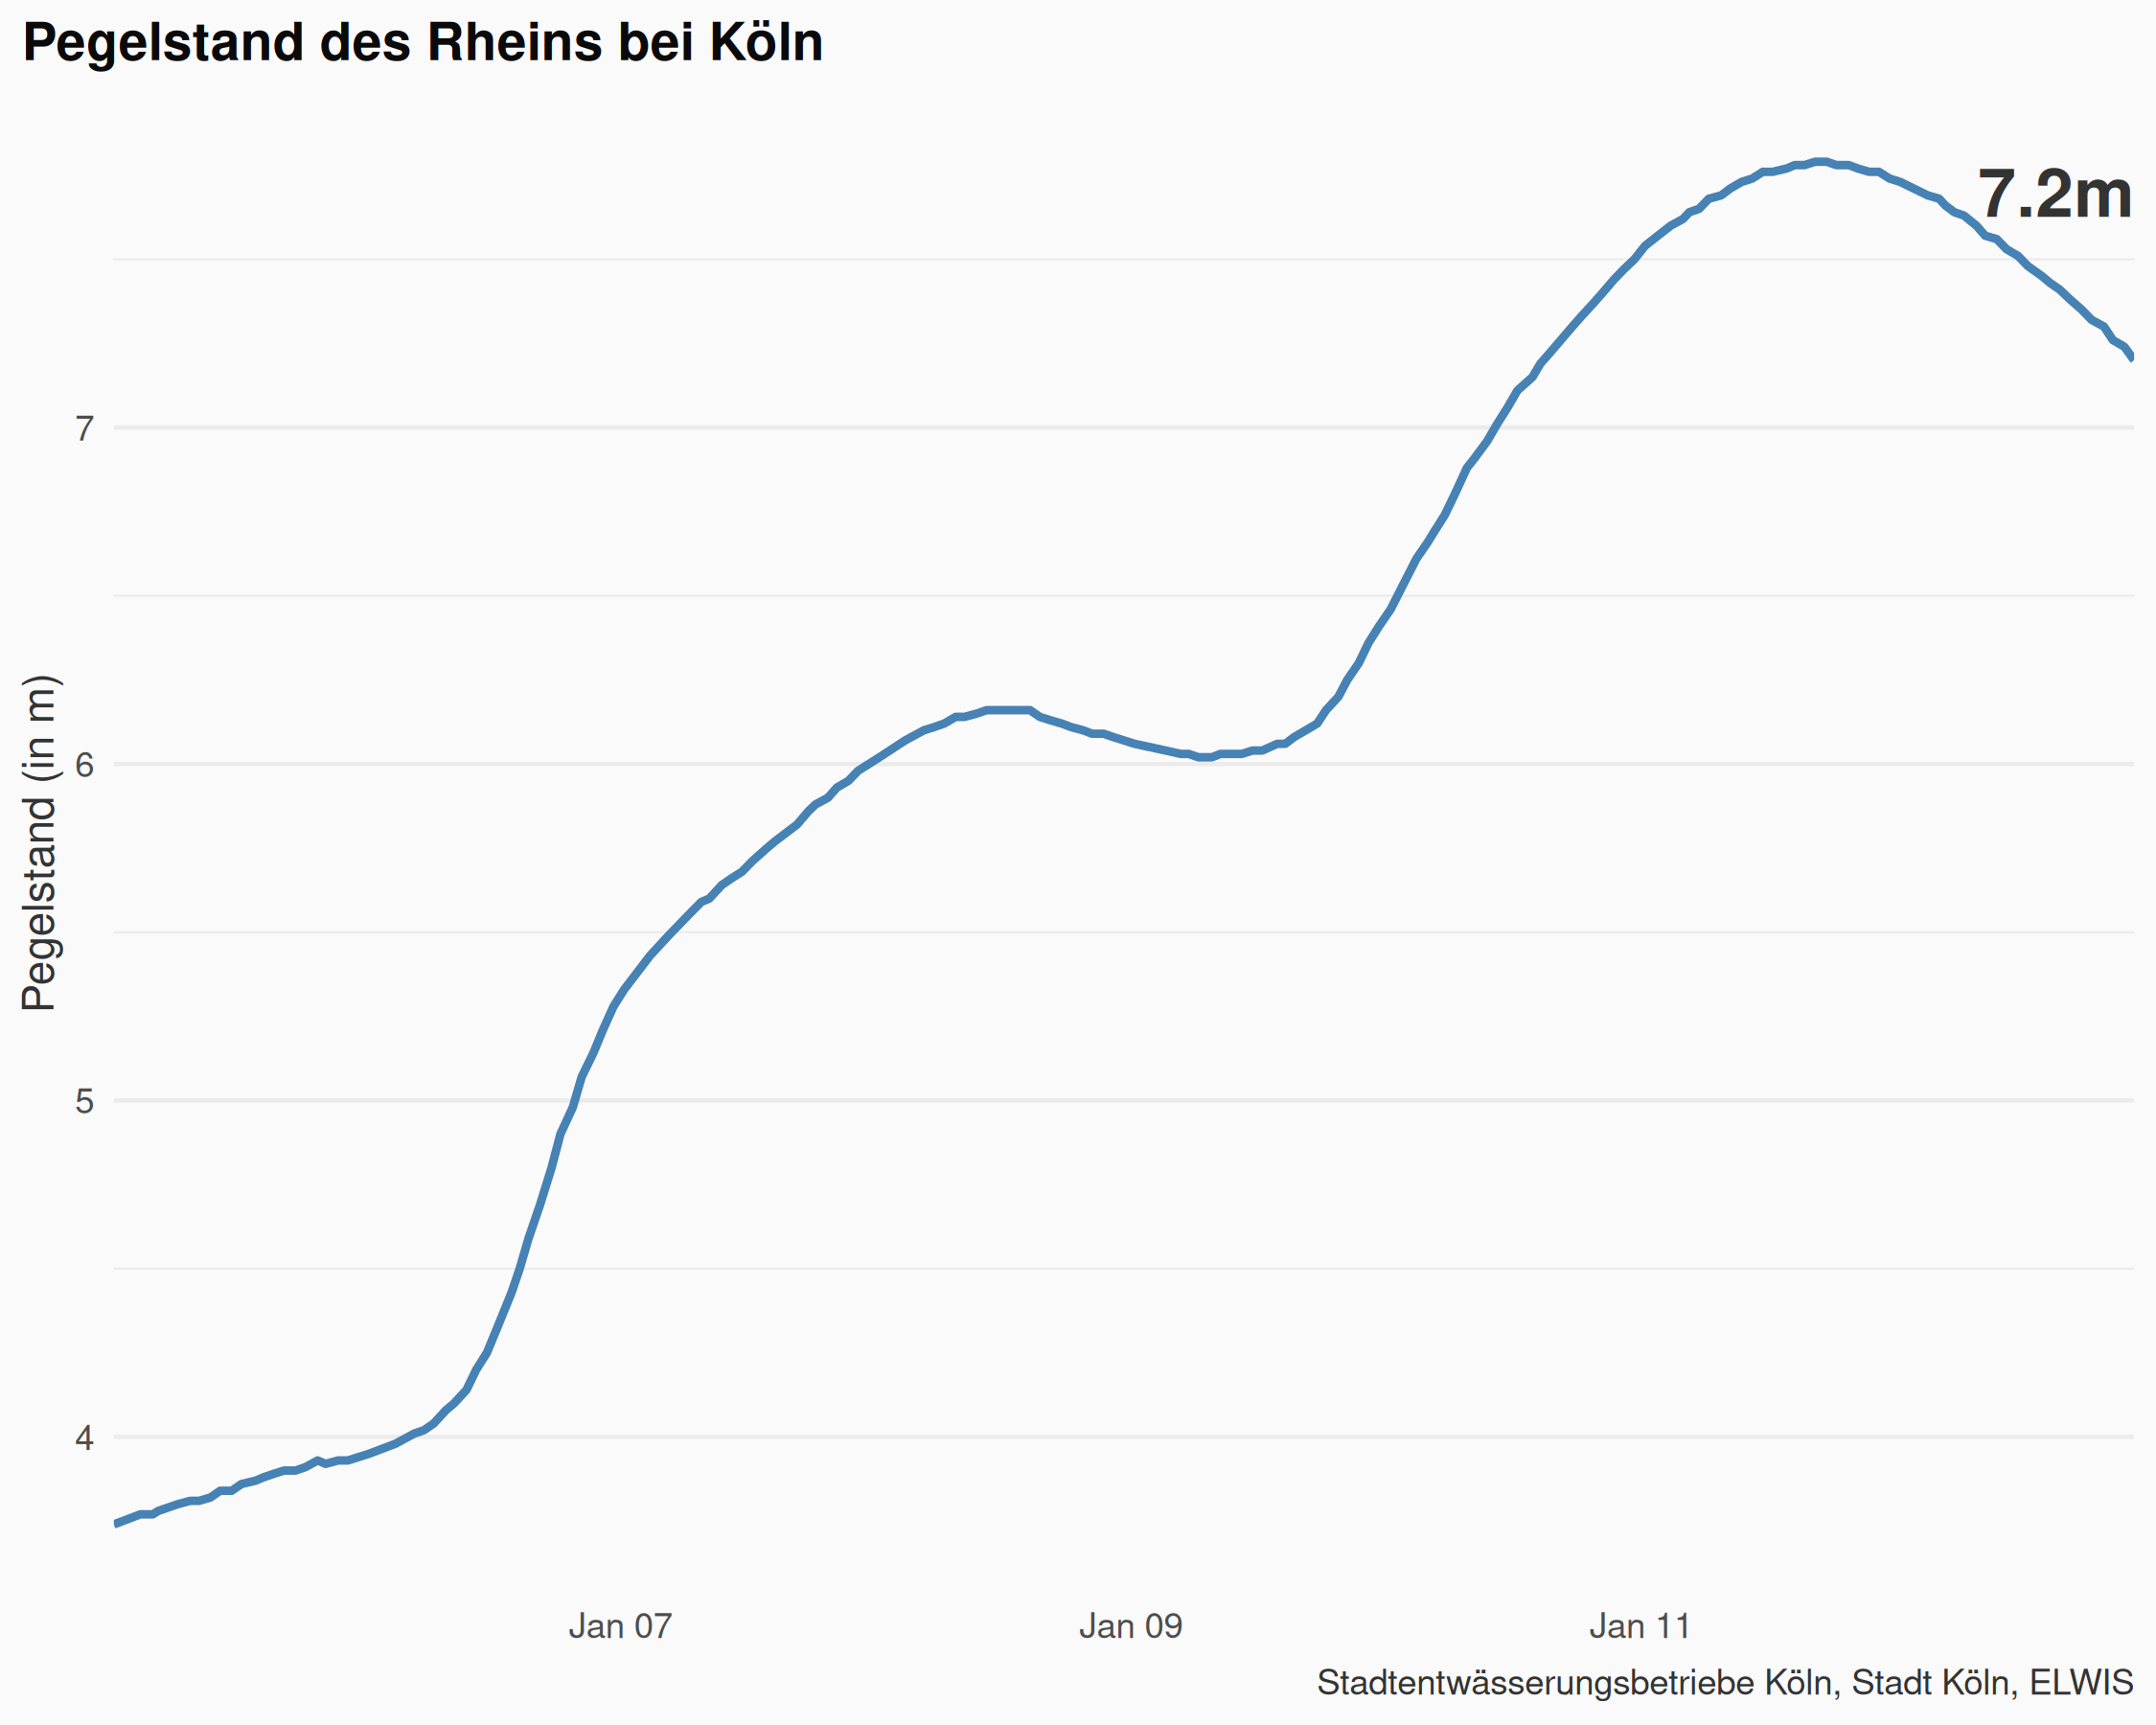 Pegelstand des Rheins bei Köln
7.2m
7
6
5
4
Pegelstand (in m)
Jan 07
Jan 09
Jan 11
Stadtentwässerungsbetriebe Köln, Stadt Köln, ELWIS